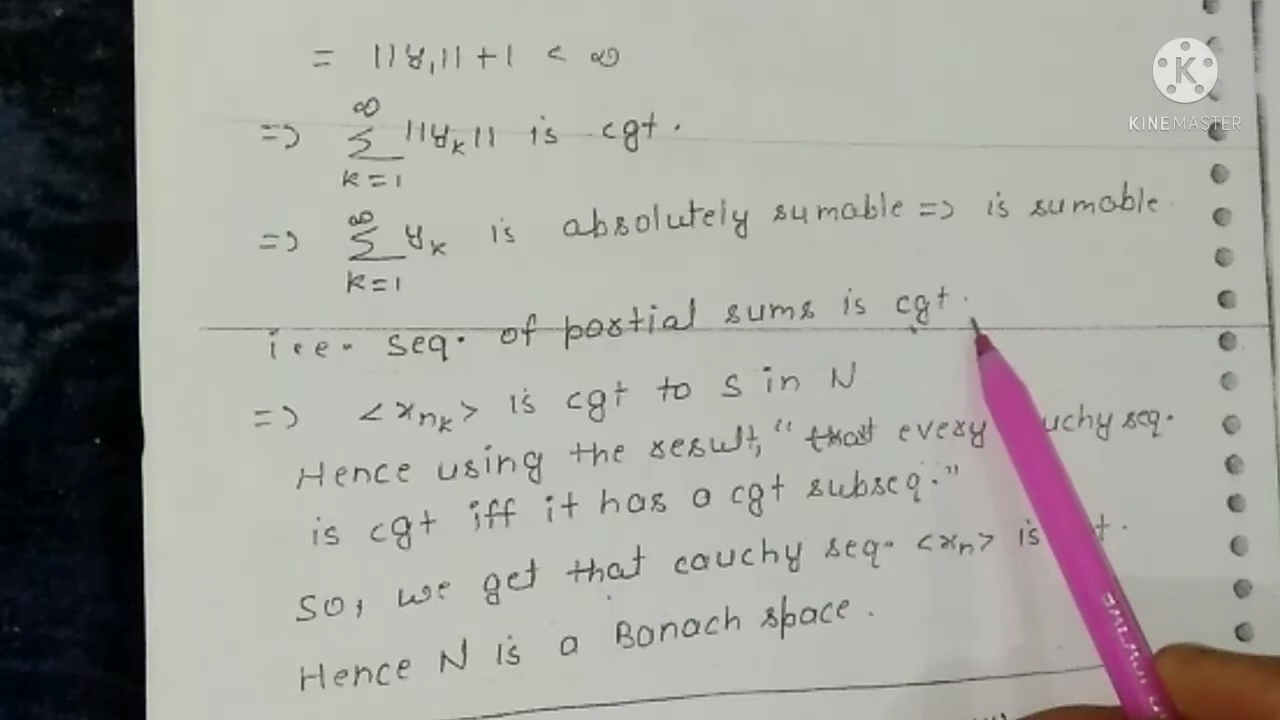 = ||y₁|| + 1 < ∞
⇒ ∑_{k=1}^{∞} ||y_k|| is cgt.
⇒ ∑_{k=1}^{∞} y_k is absolutely sumable ⇒ is sumable.
i.e. seq. of partial sums is cgt.
⇒ <x_{n_k}> is cgt to S in N
Hence using the result, "that every uchy seq.
is cgt iff it has a cgt subseq."
So, we get that cauchy seq. <x_n> is t.
Hence N is a Banach space.
K
KINEMASTER